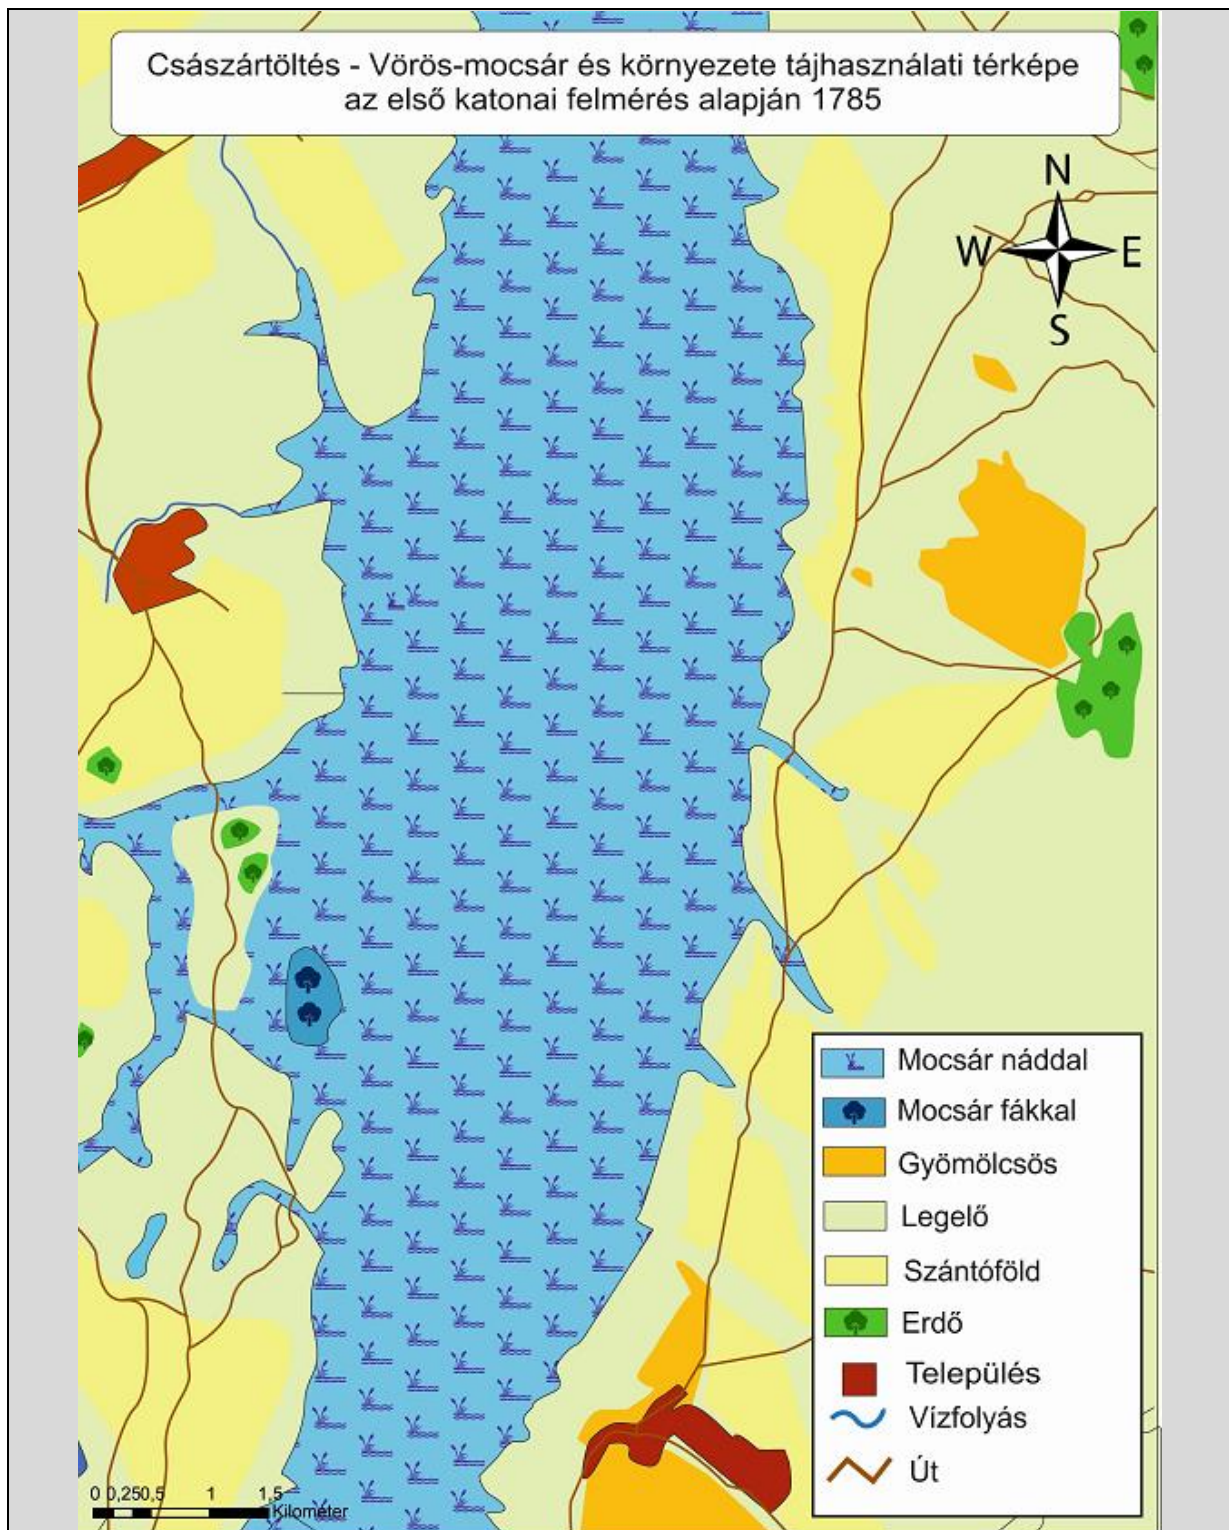 Császártöltés - Vörös-mocsár és környezete tájhasználati térképe
az első katonai felmérés alapján 1785
N
W E
S
Mocsár náddal
Mocsár fákkal
Gyömölcsös
Legelő
Szántóföld
Erdő
Település
Vízfolyás
Út
0 0,250,5 1 1,5
Kilometer